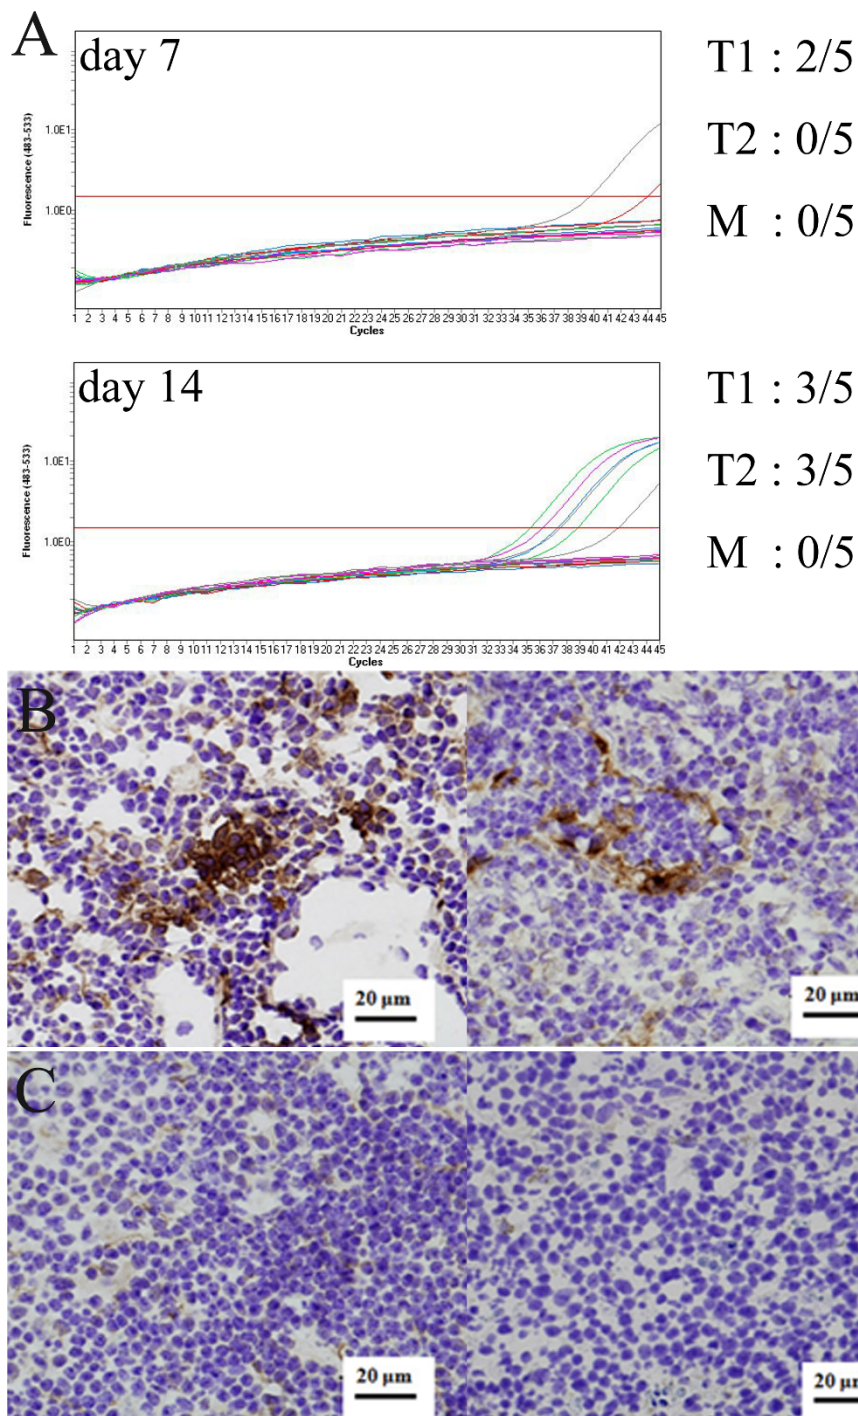 A
day 7
T1 : 2/5
T2 : 0/5
M : 0/5
Fluorescence (483-533)
1.0E1
1.0E0
1 2 3 4 5 6 7 8 9 10 11 12 13 14 15 16 17 18 19 20 21 22 23 24 25 26 27 28 29 30 31 32 33 34 35 36 37 38 39 40 41 42 43 44 45
Cycles
day 14
T1 : 3/5
T2 : 3/5
M : 0/5
Fluorescence (483-533)
1.0E1
1.0E0
1 2 3 4 5 6 7 8 9 10 11 12 13 14 15 16 17 18 19 20 21 22 23 24 25 26 27 28 29 30 31 32 33 34 35 36 37 38 39 40 41 42 43 44 45
Cycles
B
20 µm
20 µm
C
20 µm
20 µm